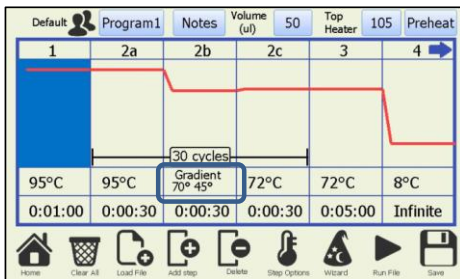 Default Program1 Notes Volume (ul) 50 Top Heater 105 Preheat
1 2a 2b 2c 3 4
30 cycles
95°C 95°C Gradient 70° 45° 72°C 72°C 8°C
0:01:00 0:00:30 0:00:30 0:00:30 0:05:00 Infinite
Home Clear All Load File Add step Delete Step Options Wizard Run File Save